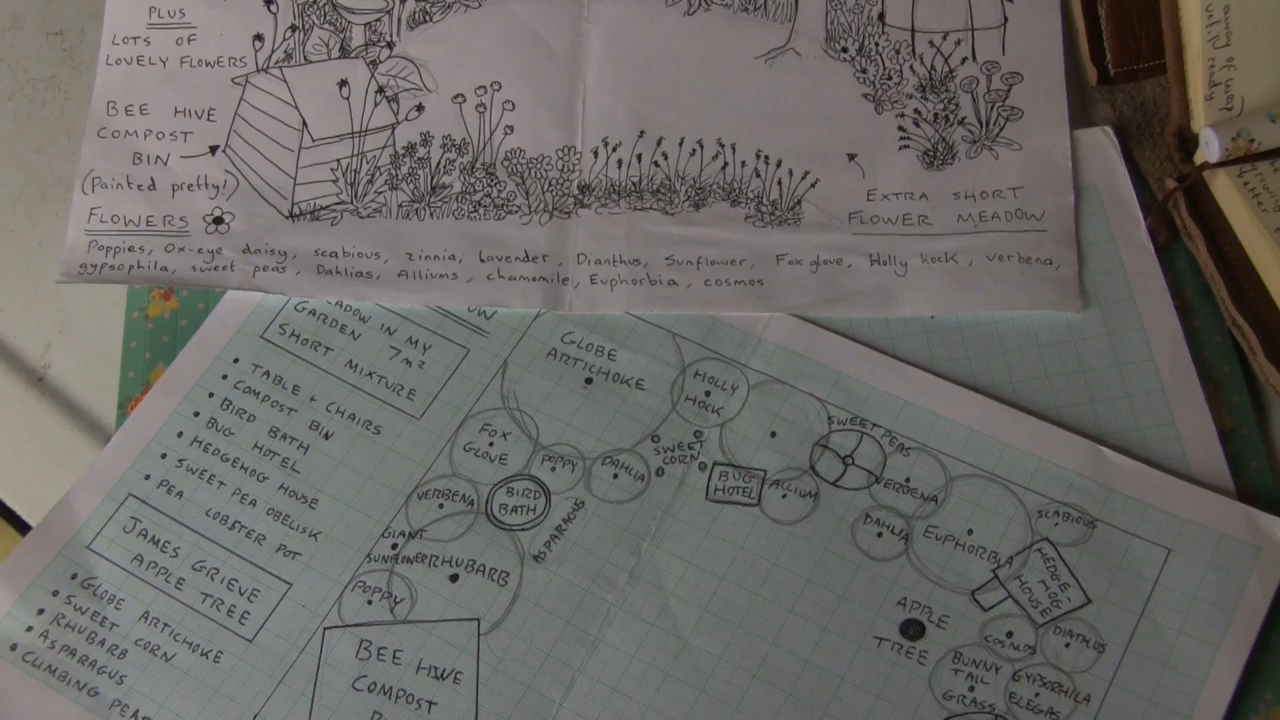 PLUS
LOTS OF
LOVELY FLOWERS
BEE HIVE
COMPOST
BIN
(Painted pretty!)
FLOWERS
EXTRA SHORT
FLOWER MEADOW
Poppies, Ox-eye daisy, scabious, zinnia, Lavender, Dianthus, Sunflower, Foxglove, Holly hock, verbena,
gypsophila, sweet peas, Dahlias, Alliums, chamomile, Euphorbia, cosmos
IN MY
GARDEN 7m²
SHORT MIXTURE
• TABLE + CHAIRS
• COMPOST BIN
• BIRD BATH
• BUG HOTEL
• HEDGEHOG HOUSE
• SWEET PEA OBELISK
• PEA LOBSTER POT
JAMES GRIEVE
APPLE TREE
• GLOBE ARTICHOKE
• SWEET CORN
• RHUBARB
• ASPARAGUS
• CLIMBING
GLOBE
ARTICHOKE
HOLLY
HOCK
FOX
GLOVE
POPPY
DAHLIA
SWEET
CORN
BUG
HOTEL
ALLIUM
SWEET PEAS
VERBENA
DAHLIA
EUPHORBIA
SCABIOUS
HEDGE-
HOG
HOUSE
VERBENA
BIRD
BATH
ASPARAGUS
GIANT
SUNFLOWER
RHUBARB
POPPY
APPLE
TREE
COSMOS
DIATHUS
BUNNY
TAIL
GRASS
GYPSOPHILA
ELEGAS
BEE HIVE
COMPOST